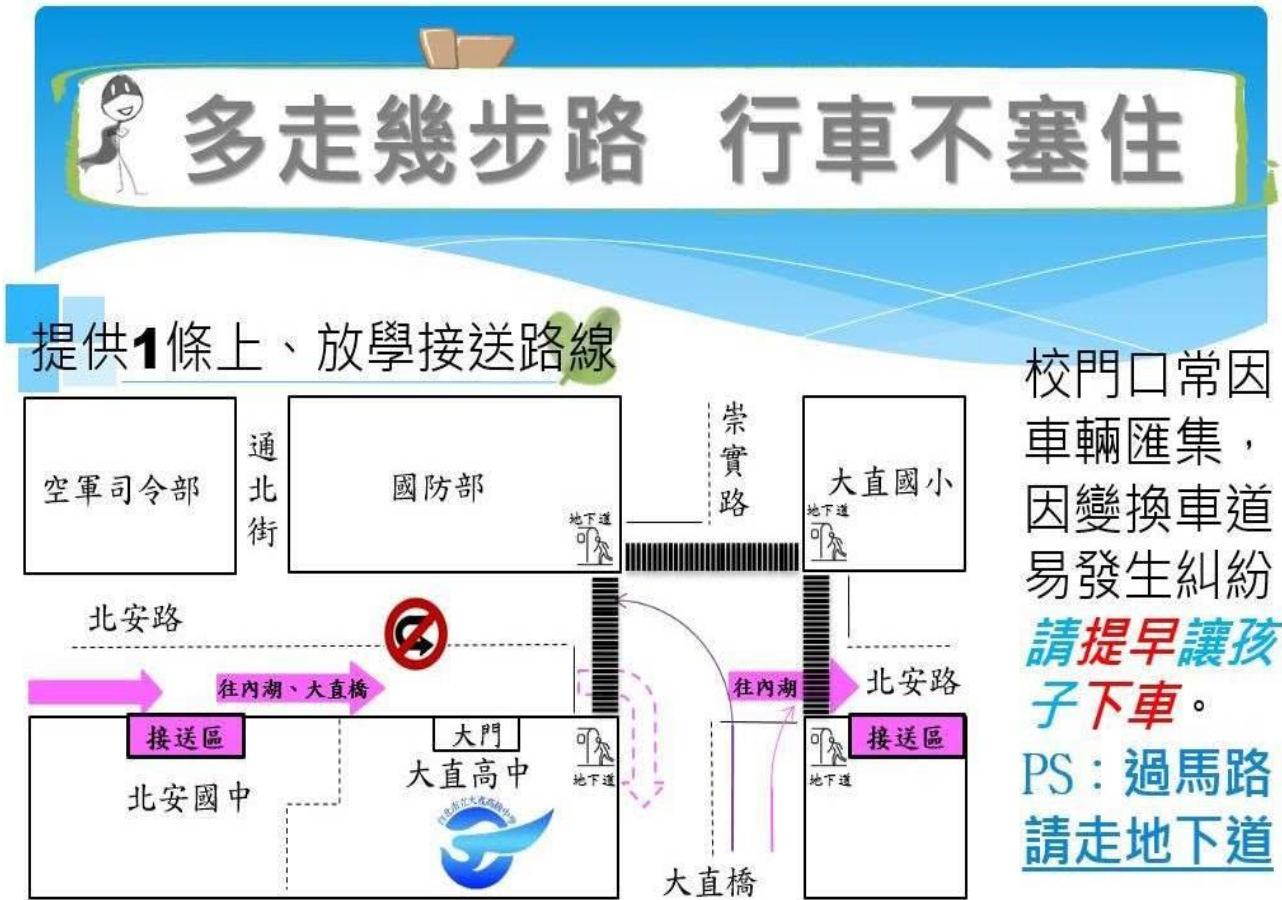 多走幾步路 行車不塞住
提供1條上、放學接送路線
校門口常因
車輛匯集，
因變換車道
易發生糾紛
請提早讓孩
子下車。
PS：過馬路
請走地下道
空軍司令部
通北街
國防部
地下道
崇實路
大直國小
地下道
北安路
往內湖、大直橋
往內湖
北安路
接送區
大門
接送區
北安國中
大直高中
地下道
地下道
大直橋